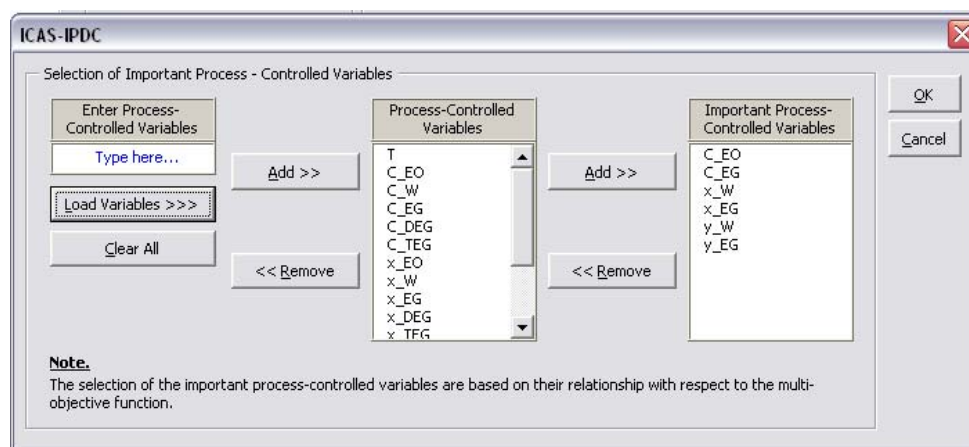 ICAS-IPDC
Selection of Important Process - Controlled Variables
Enter Process-
Controlled Variables
Type here...
Load Variables >>>
Clear All
Add >>
<< Remove
Process-Controlled
Variables
T
C_EO
C_W
C_EG
C_DEG
C_TEG
x_EO
x_W
x_EG
x_DEG
x_TEG
Add >>
<< Remove
Important Process-
Controlled Variables
C_EO
C_EG
x_W
x_EG
y_W
y_EG
OK
Cancel
Note.
The selection of the important process-controlled variables are based on their relationship with respect to the multi-
objective function.